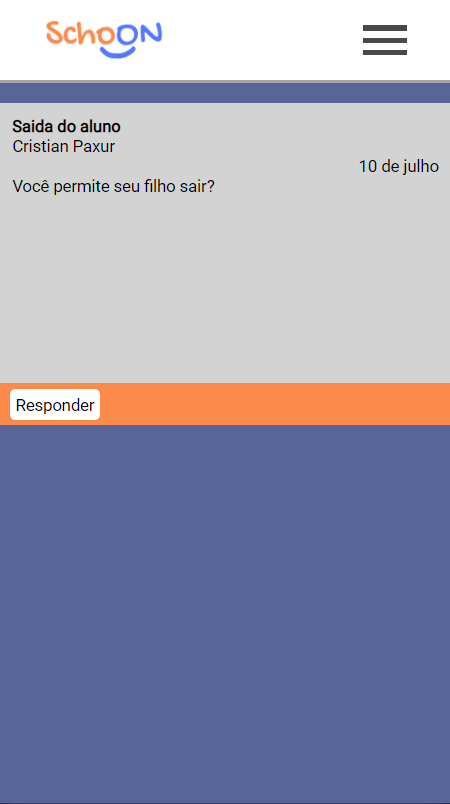 SchoON
Saida do aluno
Cristian Paxur
10 de julho
Você permite seu filho sair?
Responder